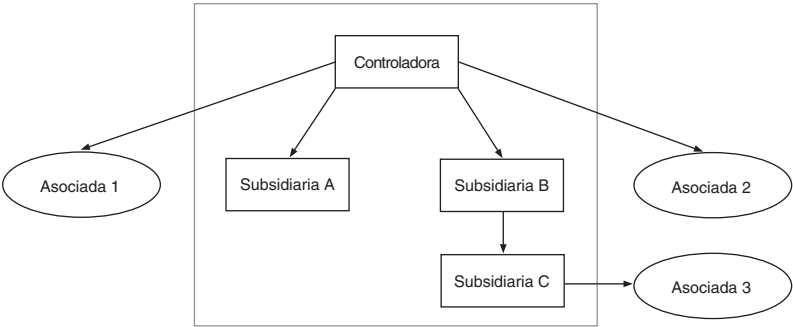 Controladora
Asociada 1
Subsidiaria A
Subsidiaria B
Asociada 2
Subsidiaria C
Asociada 3